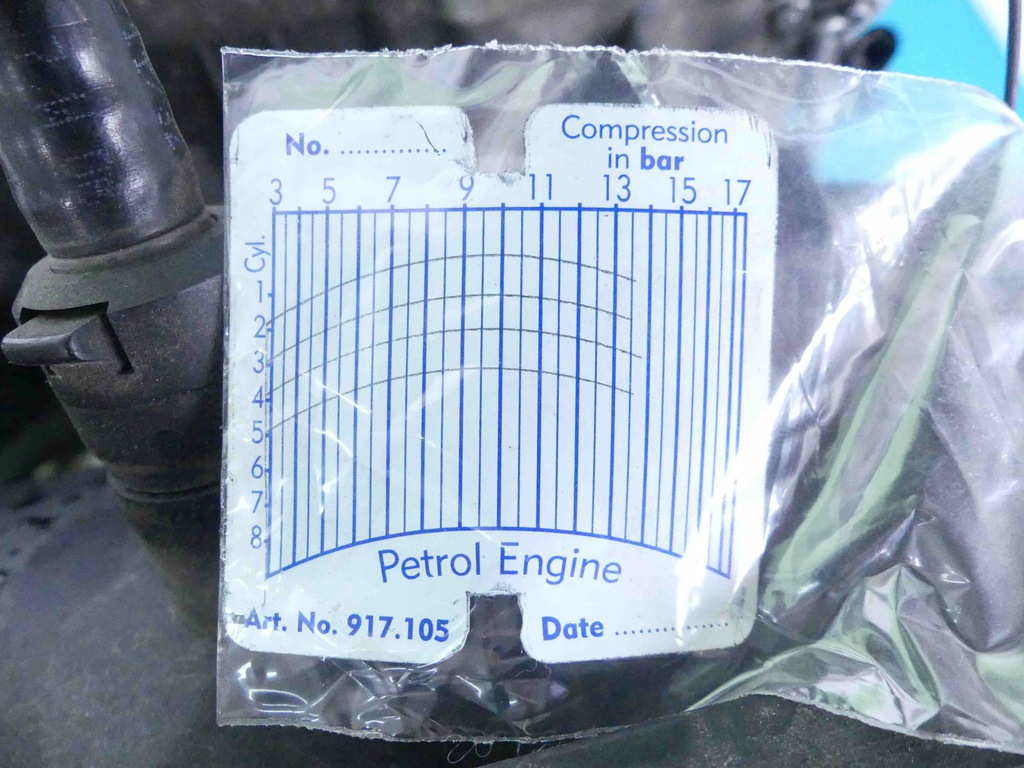 No. ..............
Compression
in bar
3 5 7 9 11 13 15 17
Cyl.
1
2
3
4
5
6
7
8
Petrol Engine
Art. No. 917.105
Date ................